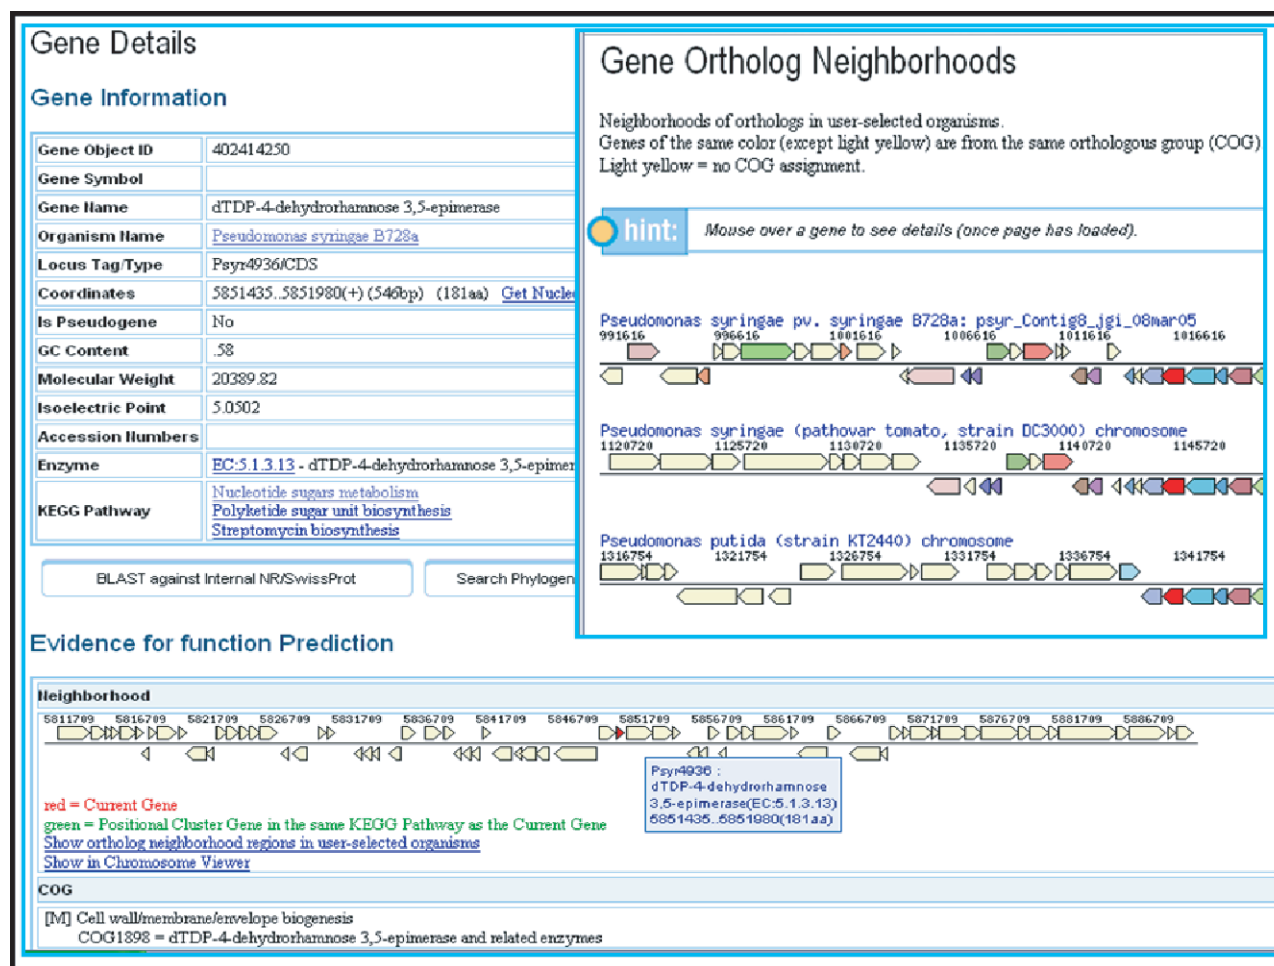 Gene Details
Gene Information
Gene Object ID 402414250
Gene Symbol
Gene Name dTDP-4-dehydrorhamnose 3,5-epimerase
Organism Name Pseudomonas syringae B728a
Locus Tag/Type Psyr4936/CDS
Coordinates 5851435..5851980(+) (546bp) (181aa) Get Nucle
Is Pseudogene No
GC Content .58
Molecular Weight 20389.82
Isoelectric Point 5.0502
Accession Numbers
Enzyme EC:5.1.3.13 - dTDP-4-dehydrorhamnose 3,5-epimer
KEGG Pathway Nucleotide sugars metabolism
Polyketide sugar unit biosynthesis
Streptomycin biosynthesis
BLAST against Internal NR/SwissProt Search Phylogen
Gene Ortholog Neighborhoods
Neighborhoods of orthologs in user-selected organisms.
Genes of the same color (except light yellow) are from the same orthologous group (COG)
Light yellow = no COG assignment.
hint: Mouse over a gene to see details (once page has loaded).
Pseudomonas syringae pv. syringae B728a: psyr_Contig8_jgi_08mar05
991616 996616 1001616 1006616 1011616 1016616
Pseudomonas syringae (pathovar tomato, strain DC3000) chromosome
1120720 1125720 1130720 1135720 1140720 1145720
Pseudomonas putida (strain KT2440) chromosome
1316754 1321754 1326754 1331754 1336754 1341754
Evidence for function Prediction
Neighborhood
5811709 5816709 5821709 5826709 5831709 5836709 5841709 5846709 5851709 5856709 5861709 5866709 5871709 5876709 5881709 5886709
Psyr4936 :
dTDP-4-dehydrorhamnose
3,5-epimerase(EC:5.1.3.13)
5851435..5851980(181aa)
red = Current Gene
green = Positional Cluster Gene in the same KEGG Pathway as the Current Gene
Show ortholog neighborhood regions in user-selected organisms
Show in Chromosome Viewer
COG
[M] Cell wall/membrane/envelope biogenesis
COG1898 = dTDP-4-dehydrorhamnose 3,5-epimerase and related enzymes